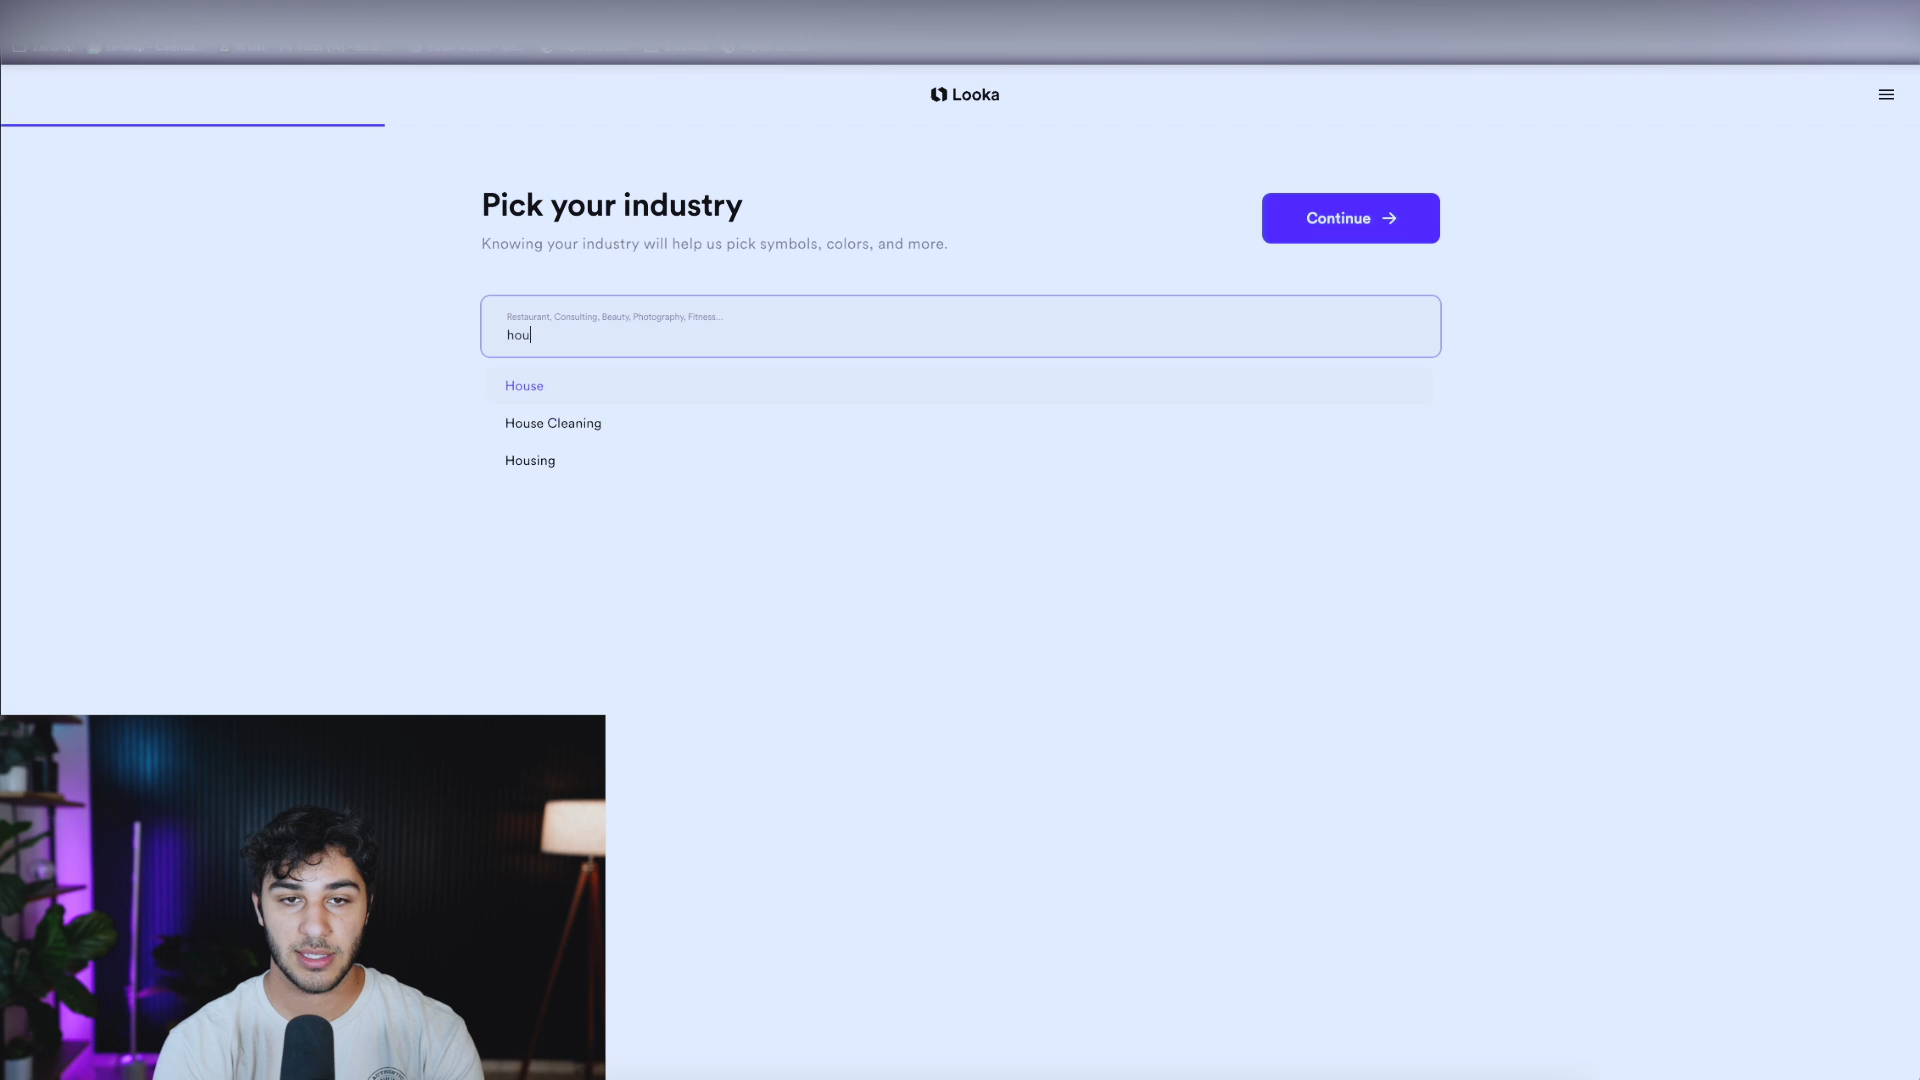 Looka
Pick your industry
Continue →
Knowing your industry will help us pick symbols, colors, and more.
Restaurant, Consulting, Beauty, Photography, Fitness...
hou
House
House Cleaning
Housing